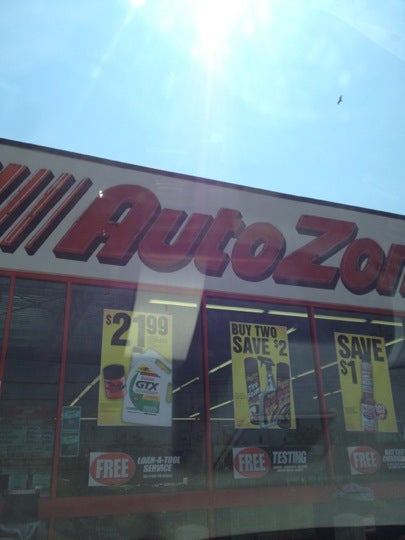 AutoZon
$21.99
GTX
BUY TWO
SAVE $2
SAVE
$1
FREE LOAN-A-TOOL
SERVICE
FREE TESTING
FREE